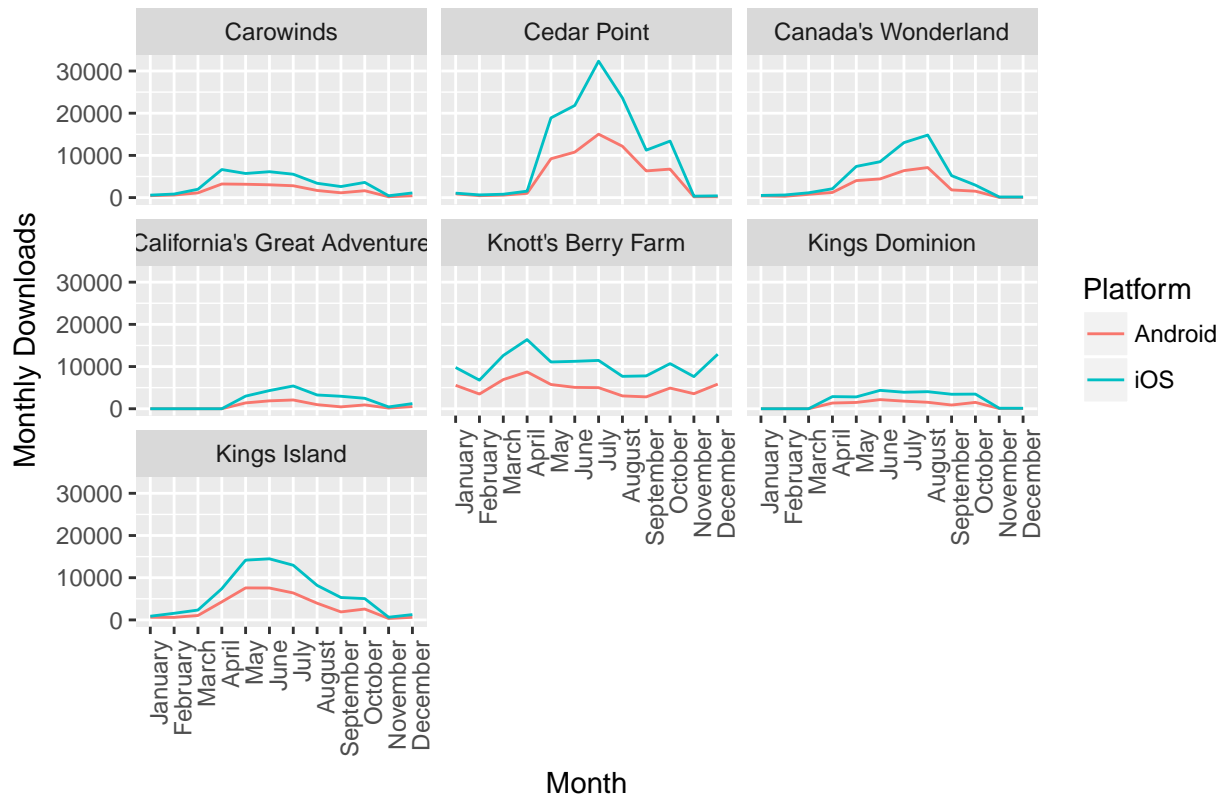 Carowinds
Cedar Point
Canada's Wonderland
30000
20000
10000
0
California's Great Adventure
Knott's Berry Farm
Kings Dominion
30000
20000
10000
0
Kings Island
30000
20000
10000
0
January
February
March
April
May
June
July
August
September
October
November
December
January
February
March
April
May
June
July
August
September
October
November
December
January
February
March
April
May
June
July
August
September
October
November
December
Month
Monthly Downloads
Platform
Android
iOS